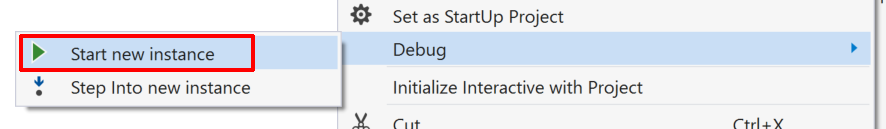 Set as StartUp Project
Start new instance
Debug
Step Into new instance
Initialize Interactive with Project
Cut
Ctrl+X